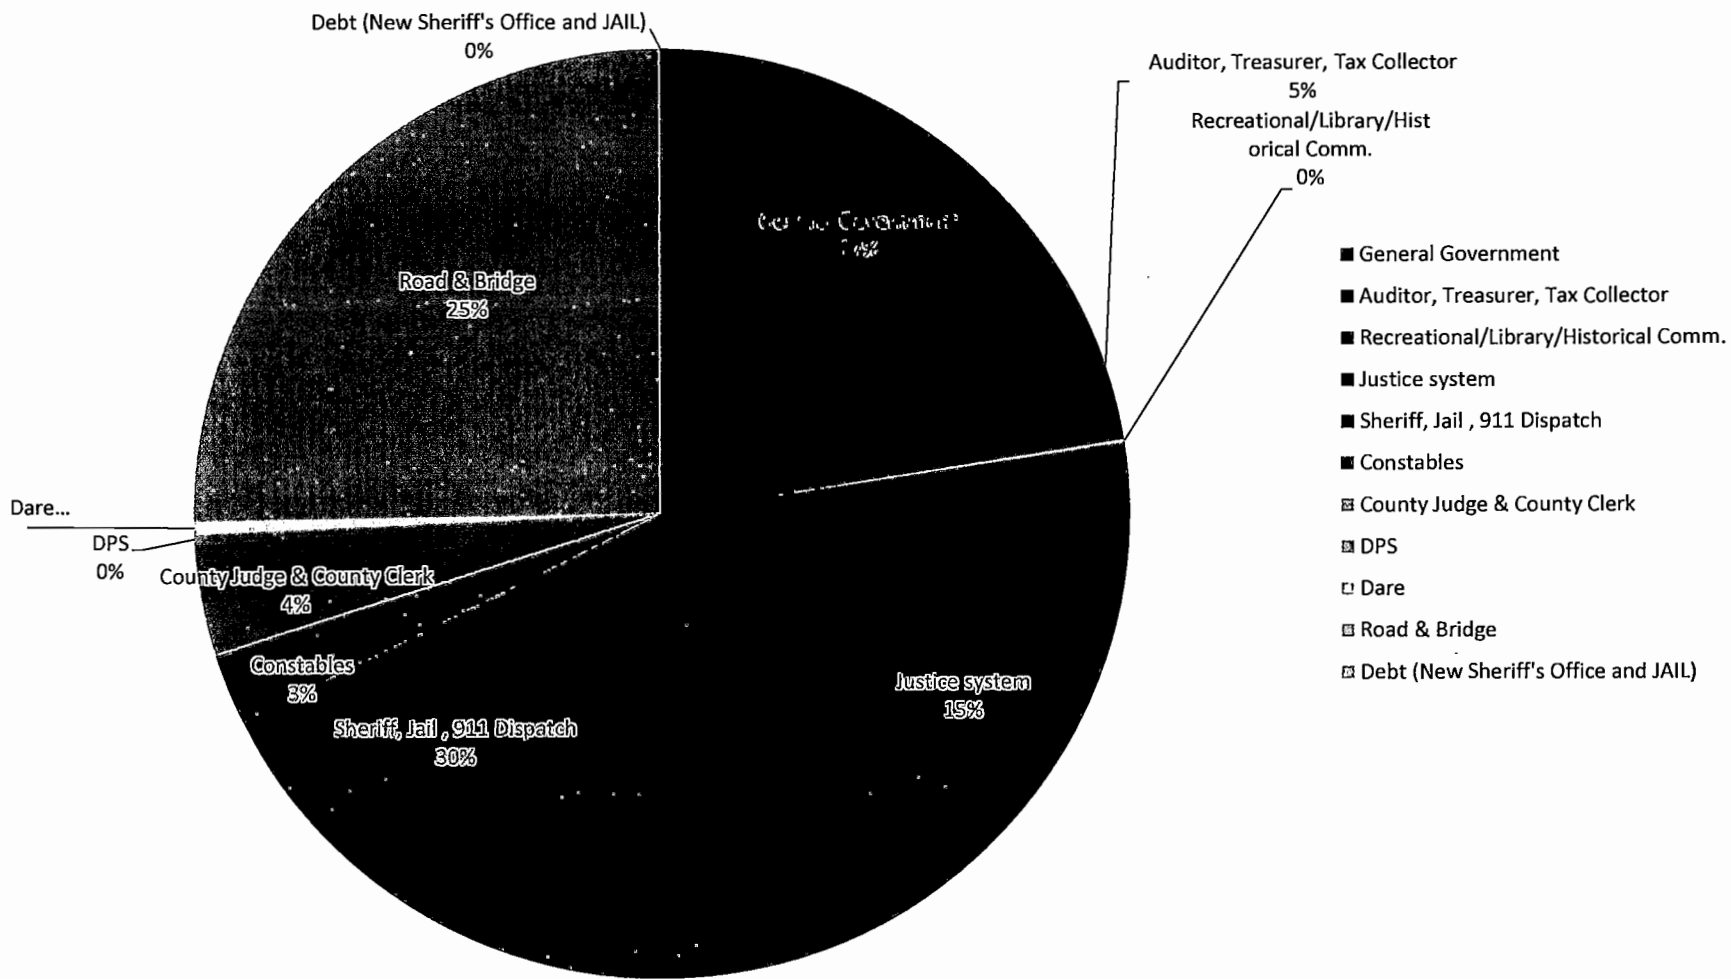 Debt (New Sheriff's Office and JAIL)
0%
Auditor, Treasurer, Tax Collector
5%
Recreational/Library/Hist
orical Comm.
0%
Road & Bridge
25%
Dare...
DPS
0%
County Judge & County Clerk
4%
Constables
3%
Sheriff, Jail , 911 Dispatch
30%
Justice system
15%
General Government
Auditor, Treasurer, Tax Collector
Recreational/Library/Historical Comm.
Justice system
Sheriff, Jail , 911 Dispatch
Constables
County Judge & County Clerk
DPS
Dare
Road & Bridge
Debt (New Sheriff's Office and JAIL)